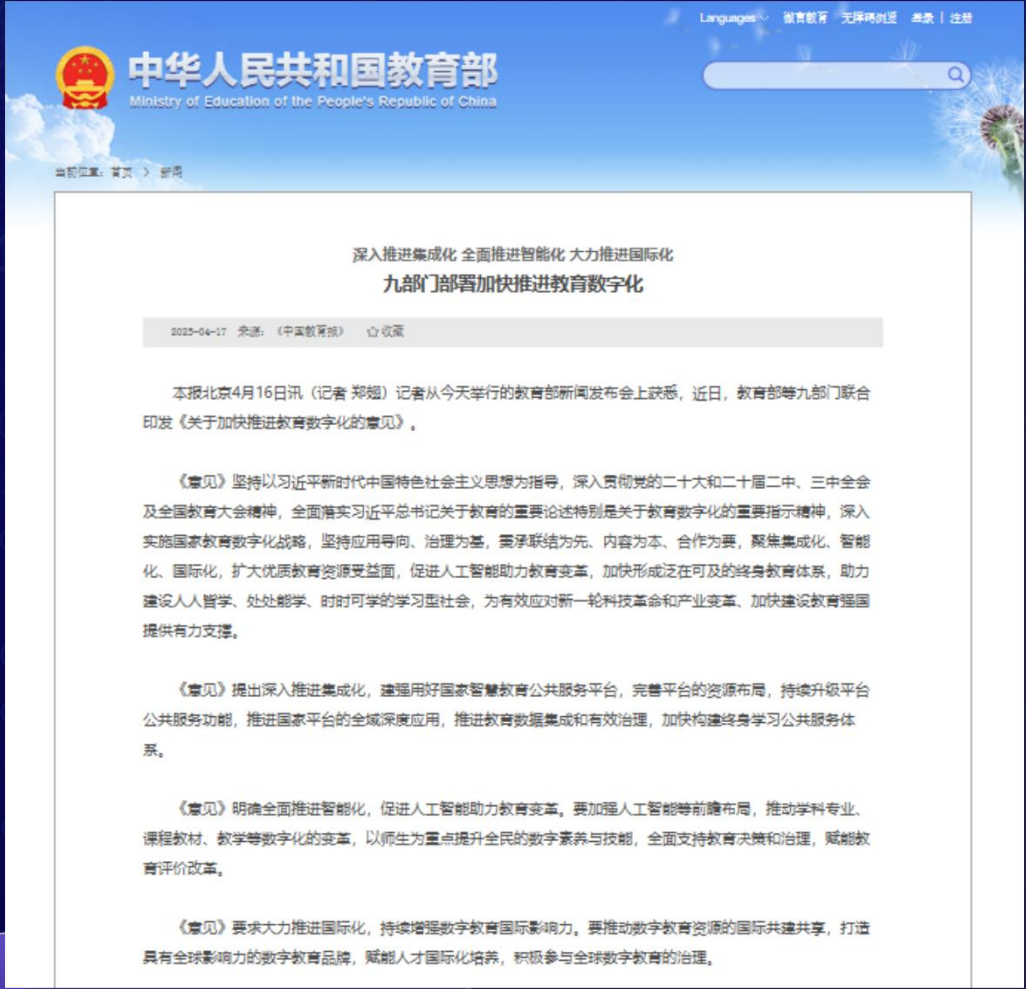 Languages 微言教育 无障碍浏览 登录 | 注册
中华人民共和国教育部
Ministry of Education of the People's Republic of China
当前位置：首页 > 新闻
深入推进集成化 全面推进智能化 大力推进国际化
九部门部署加快推进教育数字化
2025-04-17 来源：《中国教育报》 收藏
本报北京4月16日讯（记者 郑翅）记者从今天举行的教育部新闻发布会上获悉，近日，教育部等九部门联合
印发《关于加快推进教育数字化的意见》。
《意见》坚持以习近平新时代中国特色社会主义思想为指导，深入贯彻党的二十大和二十届二中、三中全会
及全国教育大会精神，全面落实习近平总书记关于教育的重要论述特别是关于教育数字化的重要指示精神，深入
实施国家教育数字化战略，坚持应用导向、治理为基，秉承联结为先、内容为本、合作为要，聚焦集成化、智能
化、国际化，扩大优质教育资源受益面，促进人工智能助力教育变革，加快形成泛在可及的终身教育体系，助力
建设人人皆学、处处能学、时时可学的学习型社会，为有效应对新一轮科技革命和产业变革、加快建设教育强国
提供有力支撑。
《意见》提出深入推进集成化，建强用好国家智慧教育公共服务平台，完善平台的资源布局，持续升级平台
公共服务功能，推进国家平台的全域深度应用，推进教育数据集成和有效治理，加快构建终身学习公共服务体
系。
《意见》明确全面推进智能化，促进人工智能助力教育变革。要加强人工智能等前瞻布局，推动学科专业、
课程教材、教学等数字化的变革，以师生为重点提升全民的数字素养与技能，全面支持教育决策和治理，赋能教
育评价改革。
《意见》要求大力推进国际化，持续增强数字教育国际影响力。要推动数字教育资源的国际共建共享，打造
具有全球影响力的数字教育品牌，赋能人才国际化培养，积极参与全球数字教育的治理。